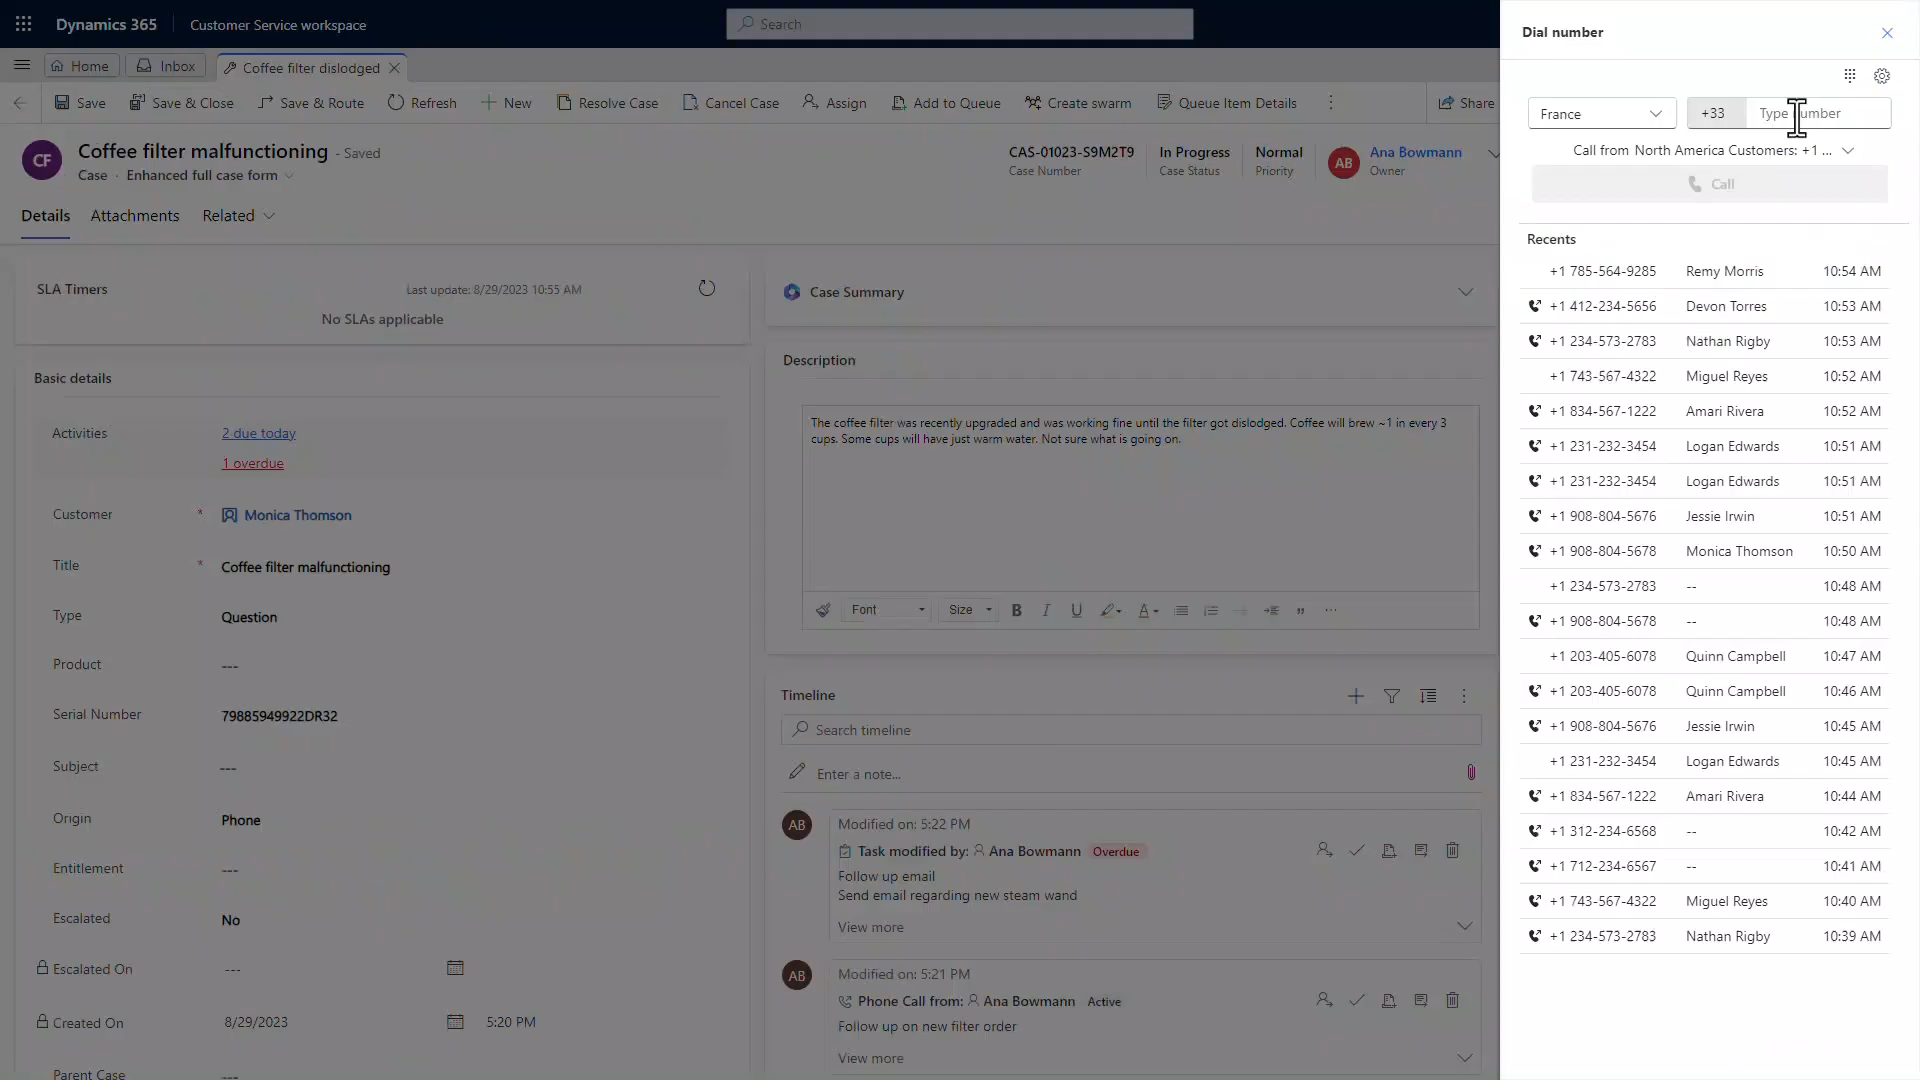 Dynamics 365
Customer Service workspace
Search
Home
Inbox
Coffee filter dislodged
Save
Save & Close
Save & Route
Refresh
New
Resolve Case
Cancel Case
Assign
Add to Queue
Create swarm
Queue Item Details
Share
CF
Coffee filter malfunctioning - Saved
Case · Enhanced full case form
CAS-01023-S9M2T9
Case Number
In Progress
Case Status
Normal
Priority
AB
Ana Bowmann
Owner
Details
Attachments
Related
SLA Timers
Last update: 8/29/2023 10:55 AM
No SLAs applicable
Basic details
Activities
2 due today
1 overdue
Customer *
Monica Thomson
Title *
Coffee filter malfunctioning
Type
Question
Product
---
Serial Number
79885949922DR32
Subject
---
Origin
Phone
Entitlement
---
Escalated
No
Escalated On
---
Created On
8/29/2023
5:20 PM
Parent Case
---
Case Summary
Description
The coffee filter was recently upgraded and was working fine until the filter got dislodged. Coffee will brew ~1 in every 3
cups. Some cups will have just warm water. Not sure what is going on.
Font
Size
B I U
A
Timeline
Search timeline
Enter a note...
AB
Modified on: 5:22 PM
Task modified by: Ana Bowmann Overdue
Follow up email
Send email regarding new steam wand
View more
AB
Modified on: 5:21 PM
Phone Call from: Ana Bowmann Active
Follow up on new filter order
View more
Dial number
France
+33
Type number
Call from North America Customers: +1 ...
Call
Recents
+1 785-564-9285 Remy Morris 10:54 AM
+1 412-234-5656 Devon Torres 10:53 AM
+1 234-573-2783 Nathan Rigby 10:53 AM
+1 743-567-4322 Miguel Reyes 10:52 AM
+1 834-567-1222 Amari Rivera 10:52 AM
+1 231-232-3454 Logan Edwards 10:51 AM
+1 231-232-3454 Logan Edwards 10:51 AM
+1 908-804-5676 Jessie Irwin 10:51 AM
+1 908-804-5678 Monica Thomson 10:50 AM
+1 234-573-2783 -- 10:48 AM
+1 908-804-5678 -- 10:48 AM
+1 203-405-6078 Quinn Campbell 10:47 AM
+1 203-405-6078 Quinn Campbell 10:46 AM
+1 908-804-5676 Jessie Irwin 10:45 AM
+1 231-232-3454 Logan Edwards 10:45 AM
+1 834-567-1222 Amari Rivera 10:44 AM
+1 312-234-6568 -- 10:42 AM
+1 712-234-6567 -- 10:41 AM
+1 743-567-4322 Miguel Reyes 10:40 AM
+1 234-573-2783 Nathan Rigby 10:39 AM